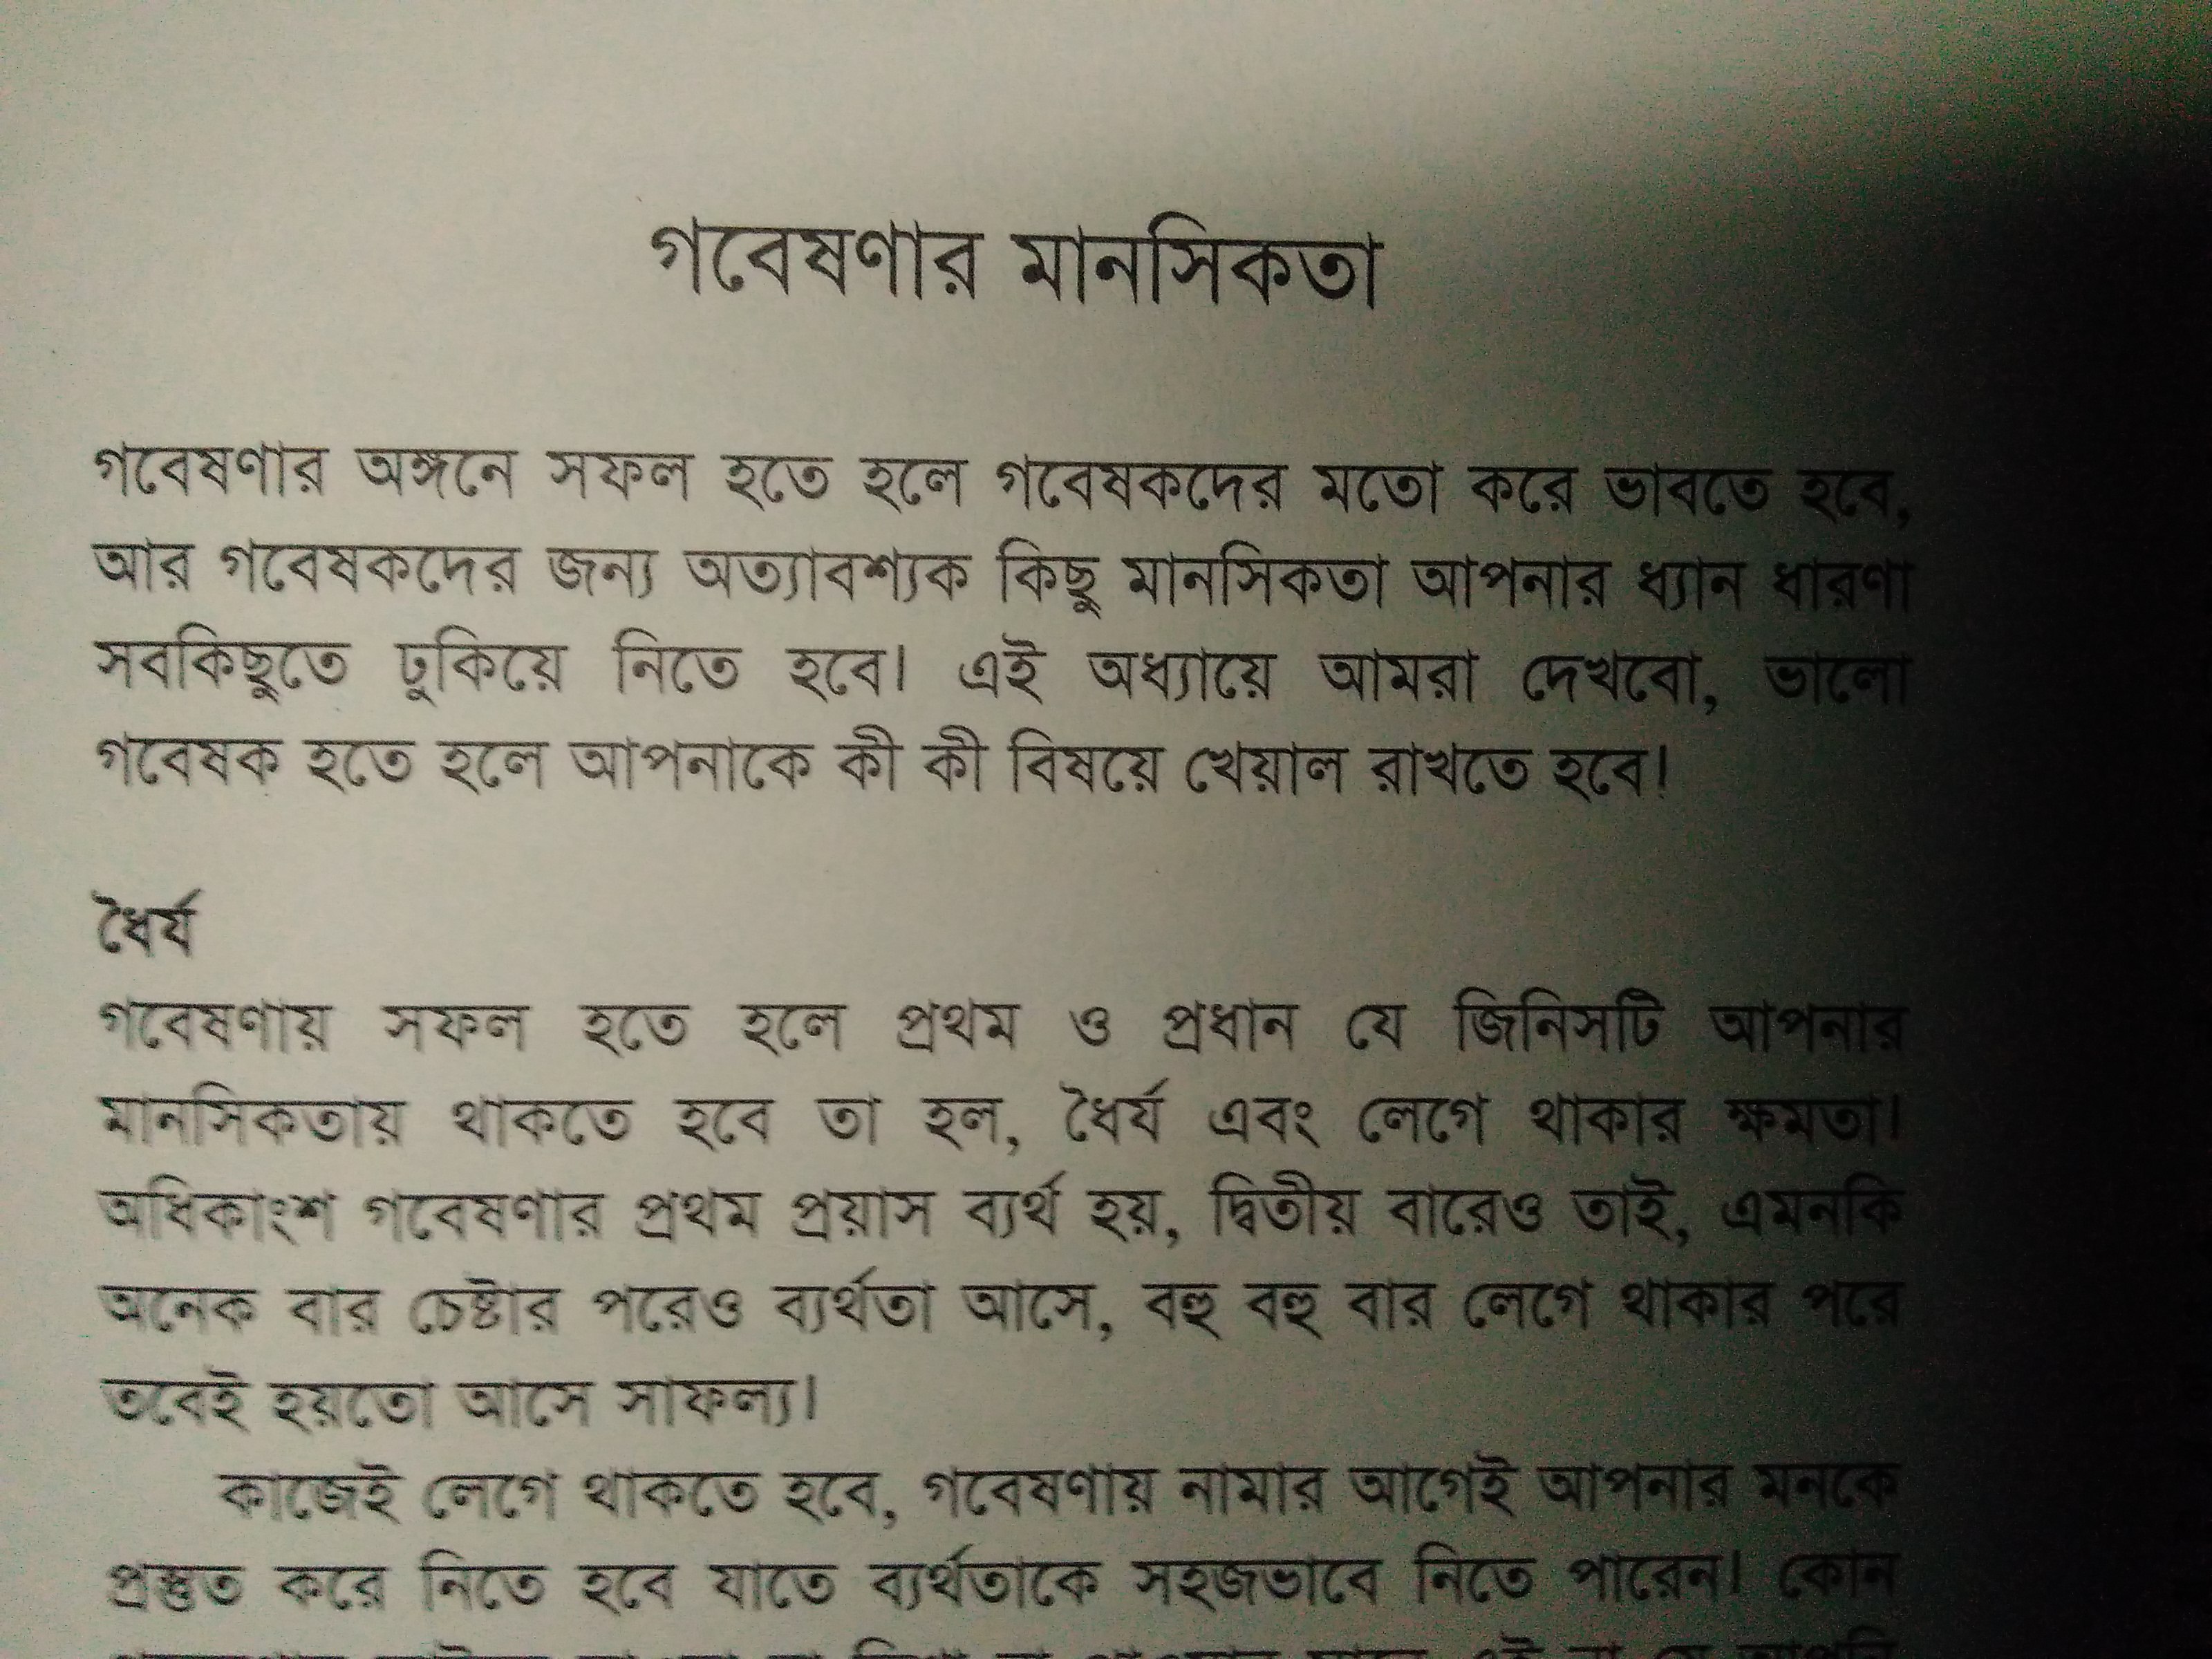 গবেষণার মানসিকতা
গবেষণার অঙ্গনে সফল হতে হলে গবেষকদের মতো করে ভাবতে হবে,
আর গবেষকদের জন্য অত্যাবশ্যক কিছু মানসিকতা আপনার ধ্যান ধারণা
সবকিছুতে ঢুকিয়ে নিতে হবে। এই অধ্যায়ে আমরা দেখবো, ভালো
গবেষক হতে হলে আপনাকে কী কী বিষয়ে খেয়াল রাখতে হবে!
ধৈর্য
গবেষণায় সফল হতে হলে প্রথম ও প্রধান যে জিনিসটি আপনার
মানসিকতায় থাকতে হবে তা হল, ধৈর্য এবং লেগে থাকার ক্ষমতা।
অধিকাংশ গবেষণার প্রথম প্রয়াস ব্যর্থ হয়, দ্বিতীয় বারেও তাই, এমনকি
অনেক বার চেষ্টার পরেও ব্যর্থতা আসে, বহু বহু বার লেগে থাকার পরে
তবেই হয়তো আসে সাফল্য।
কাজেই লেগে থাকতে হবে, গবেষণায় নামার আগেই আপনার মনকে
প্রস্তুত করে নিতে হবে যাতে ব্যর্থতাকে সহজভাবে নিতে পারেন। কোন